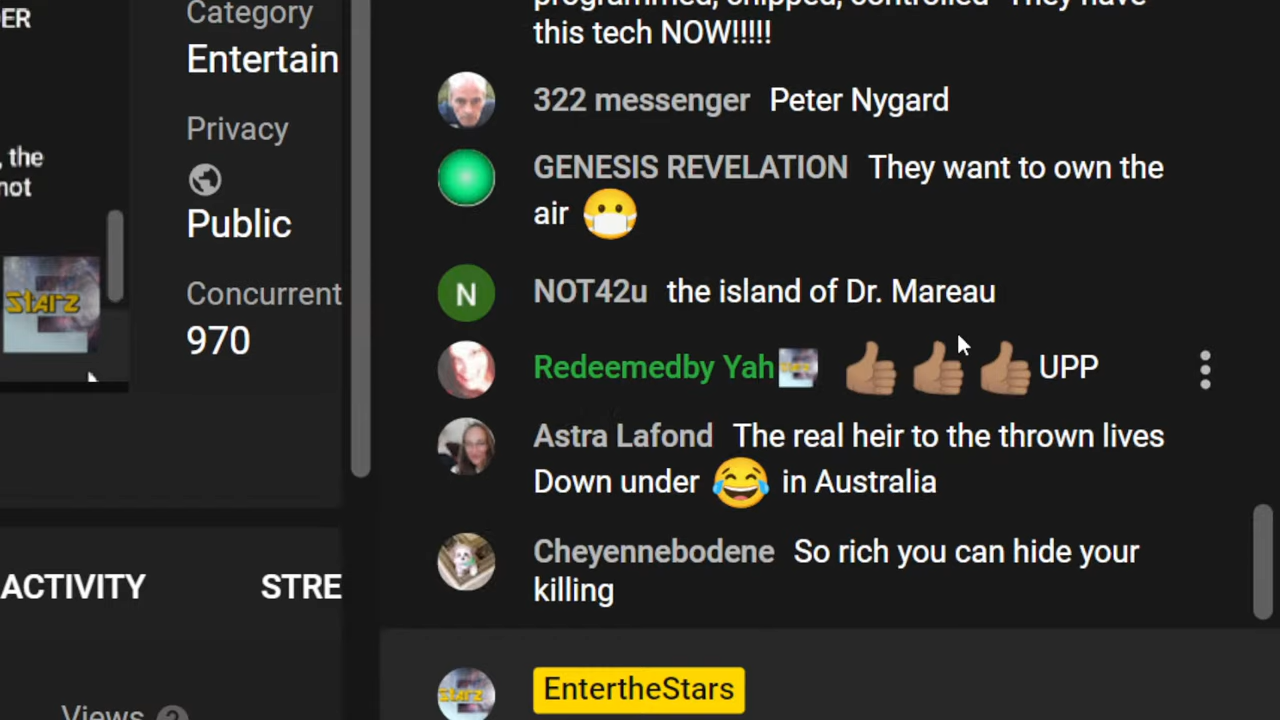 DER
, the
not
starz
Category
Entertain
Privacy
Public
Concurrent
970
ACTIVITY STRE
Views ?
programmed, chipped, controlled They have
this tech NOW!!!!!
322 messenger Peter Nygard
GENESIS REVELATION They want to own the
air 😷
N NOT42u the island of Dr. Mareau
Redeemedby Yah 👍🏽👍🏽👍🏽UPP
Astra Lafond The real heir to the thrown lives
Down under 😂 in Australia
Cheyennebodene So rich you can hide your
killing
starz EntertheStars